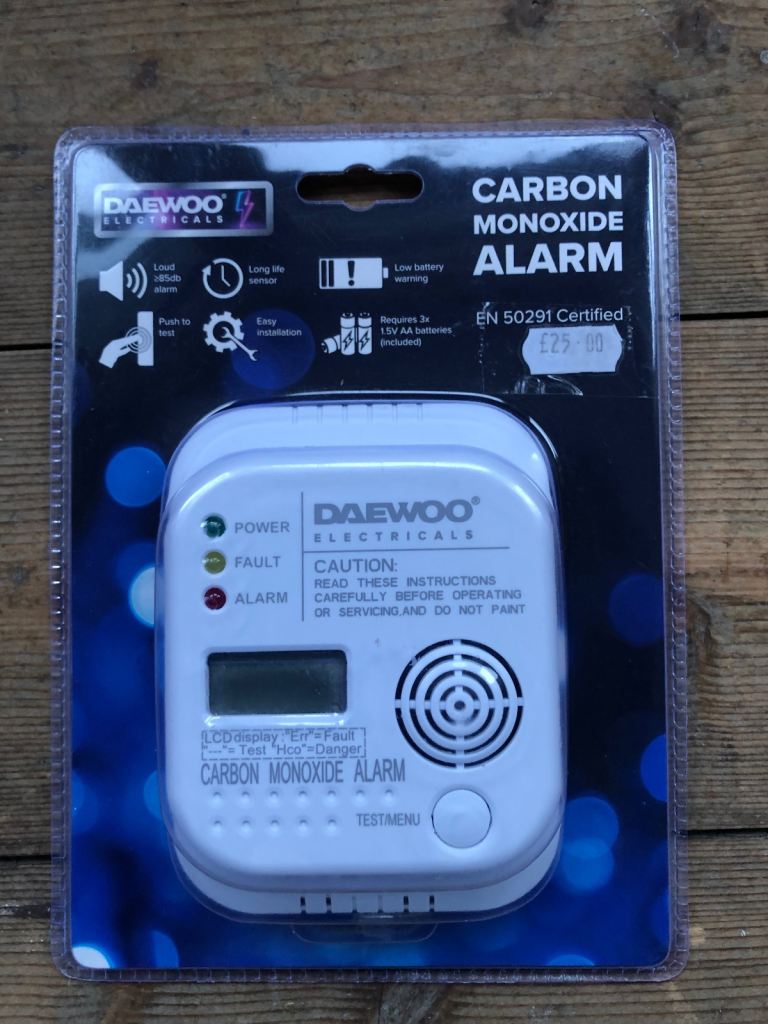 DAEWOO®
ELECTRICALS
CARBON
MONOXIDE
ALARM
Loud
≥85db
alarm
Long life
sensor
Low battery
warning
Push to
test
Easy
installation
Requires 3x
1.5V AA batteries
(included)
EN 50291 Certified
£25.00
POWER
FAULT
ALARM
DAEWOO®
ELECTRICALS
CAUTION:
READ THESE INSTRUCTIONS
CAREFULLY BEFORE OPERATING
OR SERVICING,AND DO NOT PAINT
LCD display :"Err"=Fault
"---"= Test "Hco"=Danger
CARBON MONOXIDE ALARM
TEST/MENU